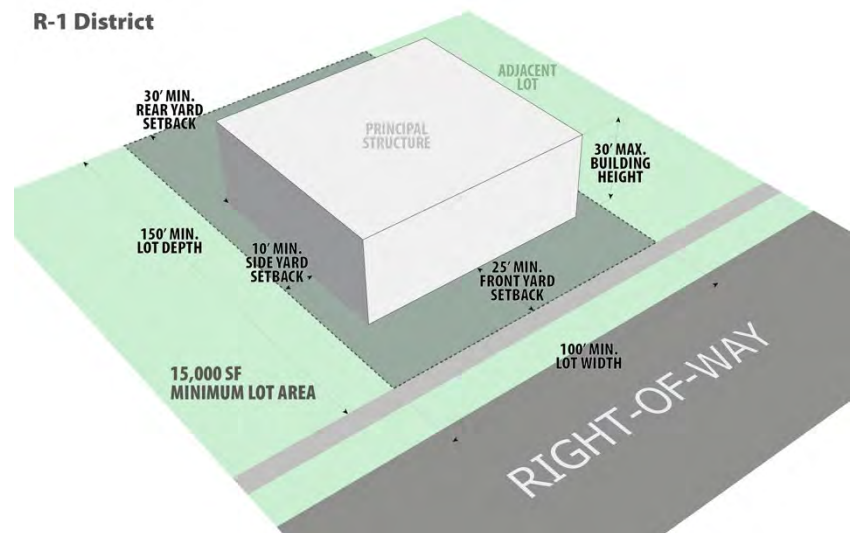 R-1 District
ADJACENT
LOT
30' MIN.
REAR YARD
SETBACK
PRINCIPAL
STRUCTURE
30' MAX.
BUILDING
HEIGHT
150' MIN.
LOT DEPTH
10' MIN.
SIDE YARD
SETBACK
25' MIN.
FRONT YARD
SETBACK
100' MIN.
LOT WIDTH
15,000 SF
MINIMUM LOT AREA
RIGHT-OF-WAY